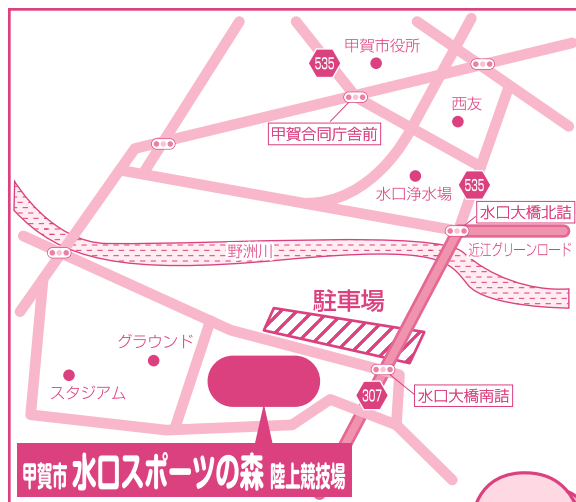 甲賀市役所
535
西友
甲賀合同庁舎前
水口浄水場
535
水口大橋北詰
近江グリーンロード
野洲川
駐車場
グラウンド
スタジアム
307
水口大橋南詰
甲賀市 水口スポーツの森 陸上競技場